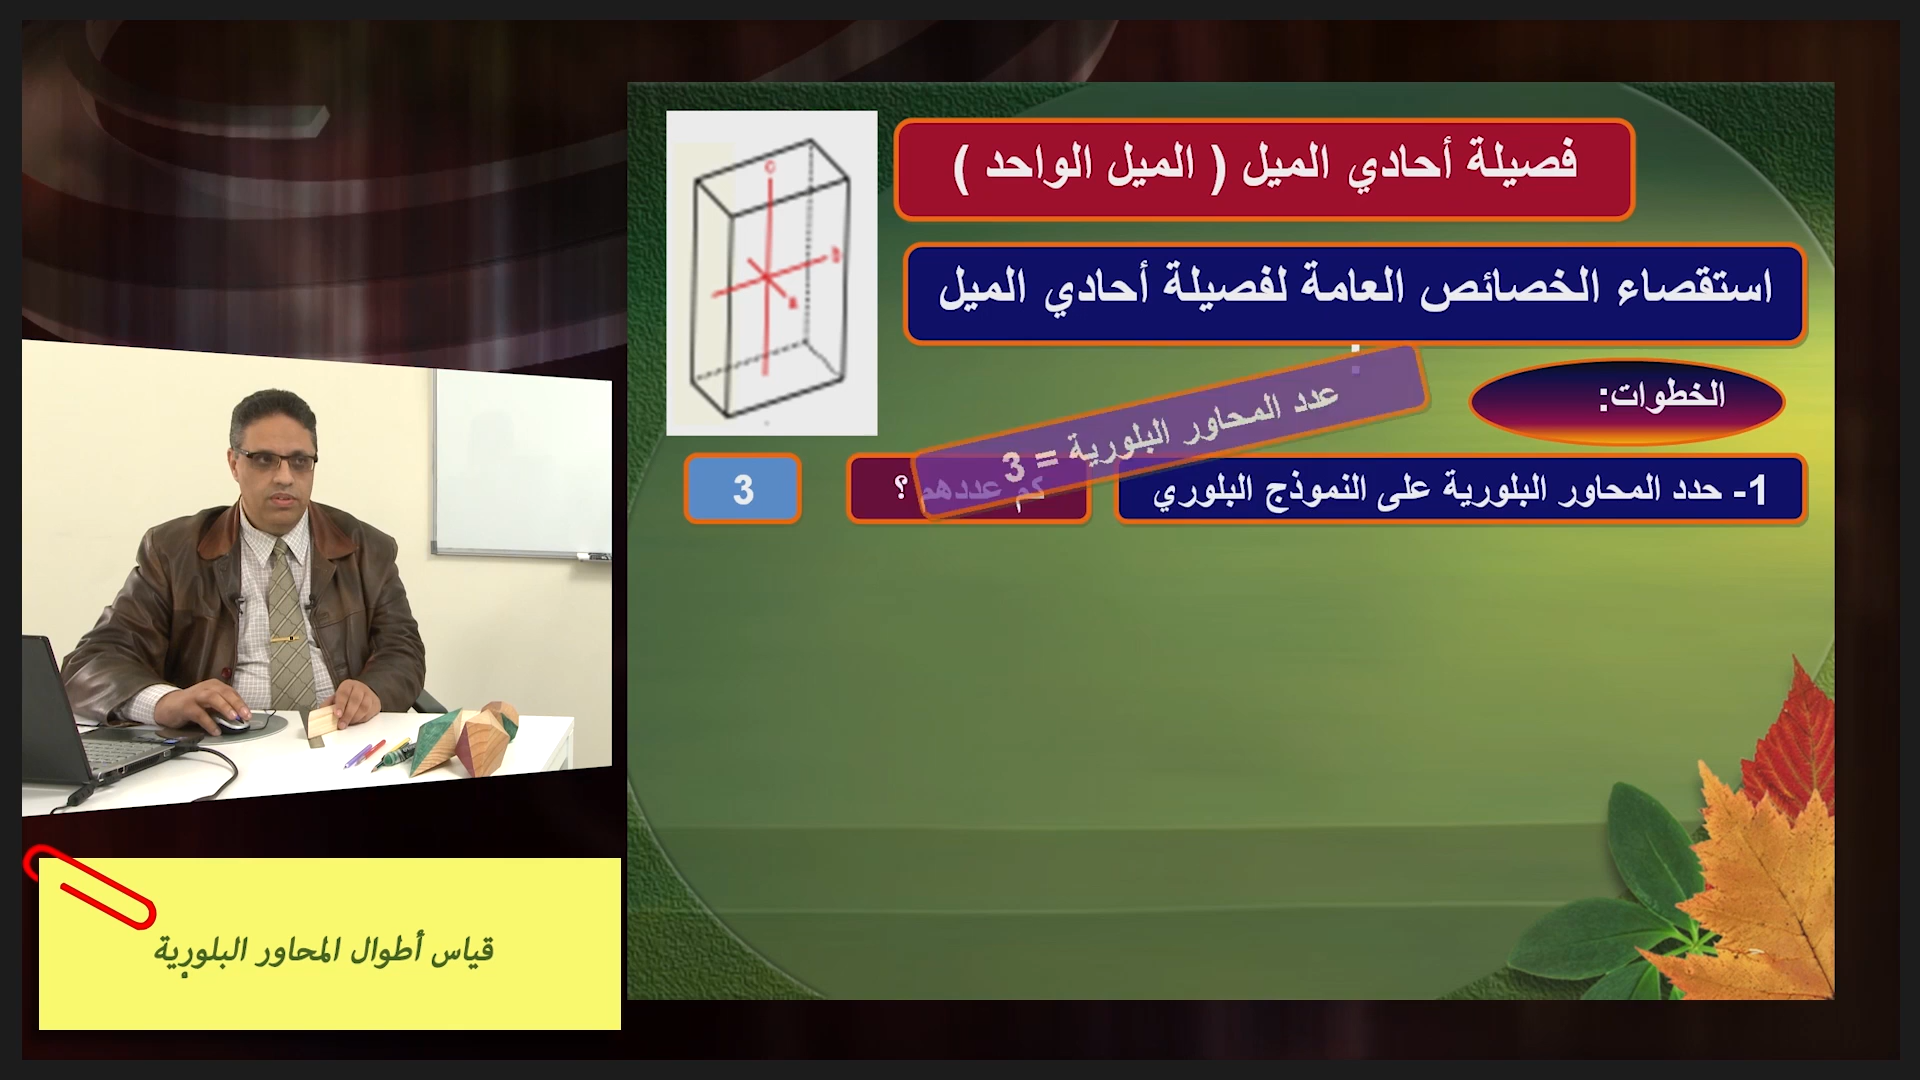 فصيلة أحادي الميل ( الميل الواحد )
استقصاء الخصائص العامة لفصيلة أحادي الميل :
الخطوات:
1- حدد المحاور البلورية على النموذج البلوري
كم عددهم ؟
3
عدد المحاور البلورية = 3
c
b
a
قياس أطوال المحاور البلورية